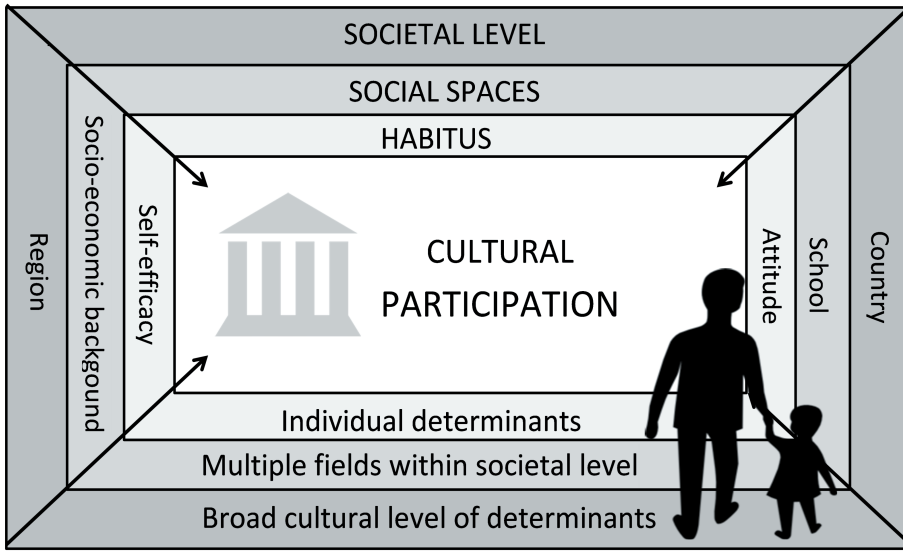 SOCIETAL LEVEL
SOCIAL SPACES
HABITUS
Region
Socio-economic backgound
Self-efficacy
CULTURAL
PARTICIPATION
Attitude
School
Country
Individual determinants
Multiple fields within societal level
Broad cultural level of determinants